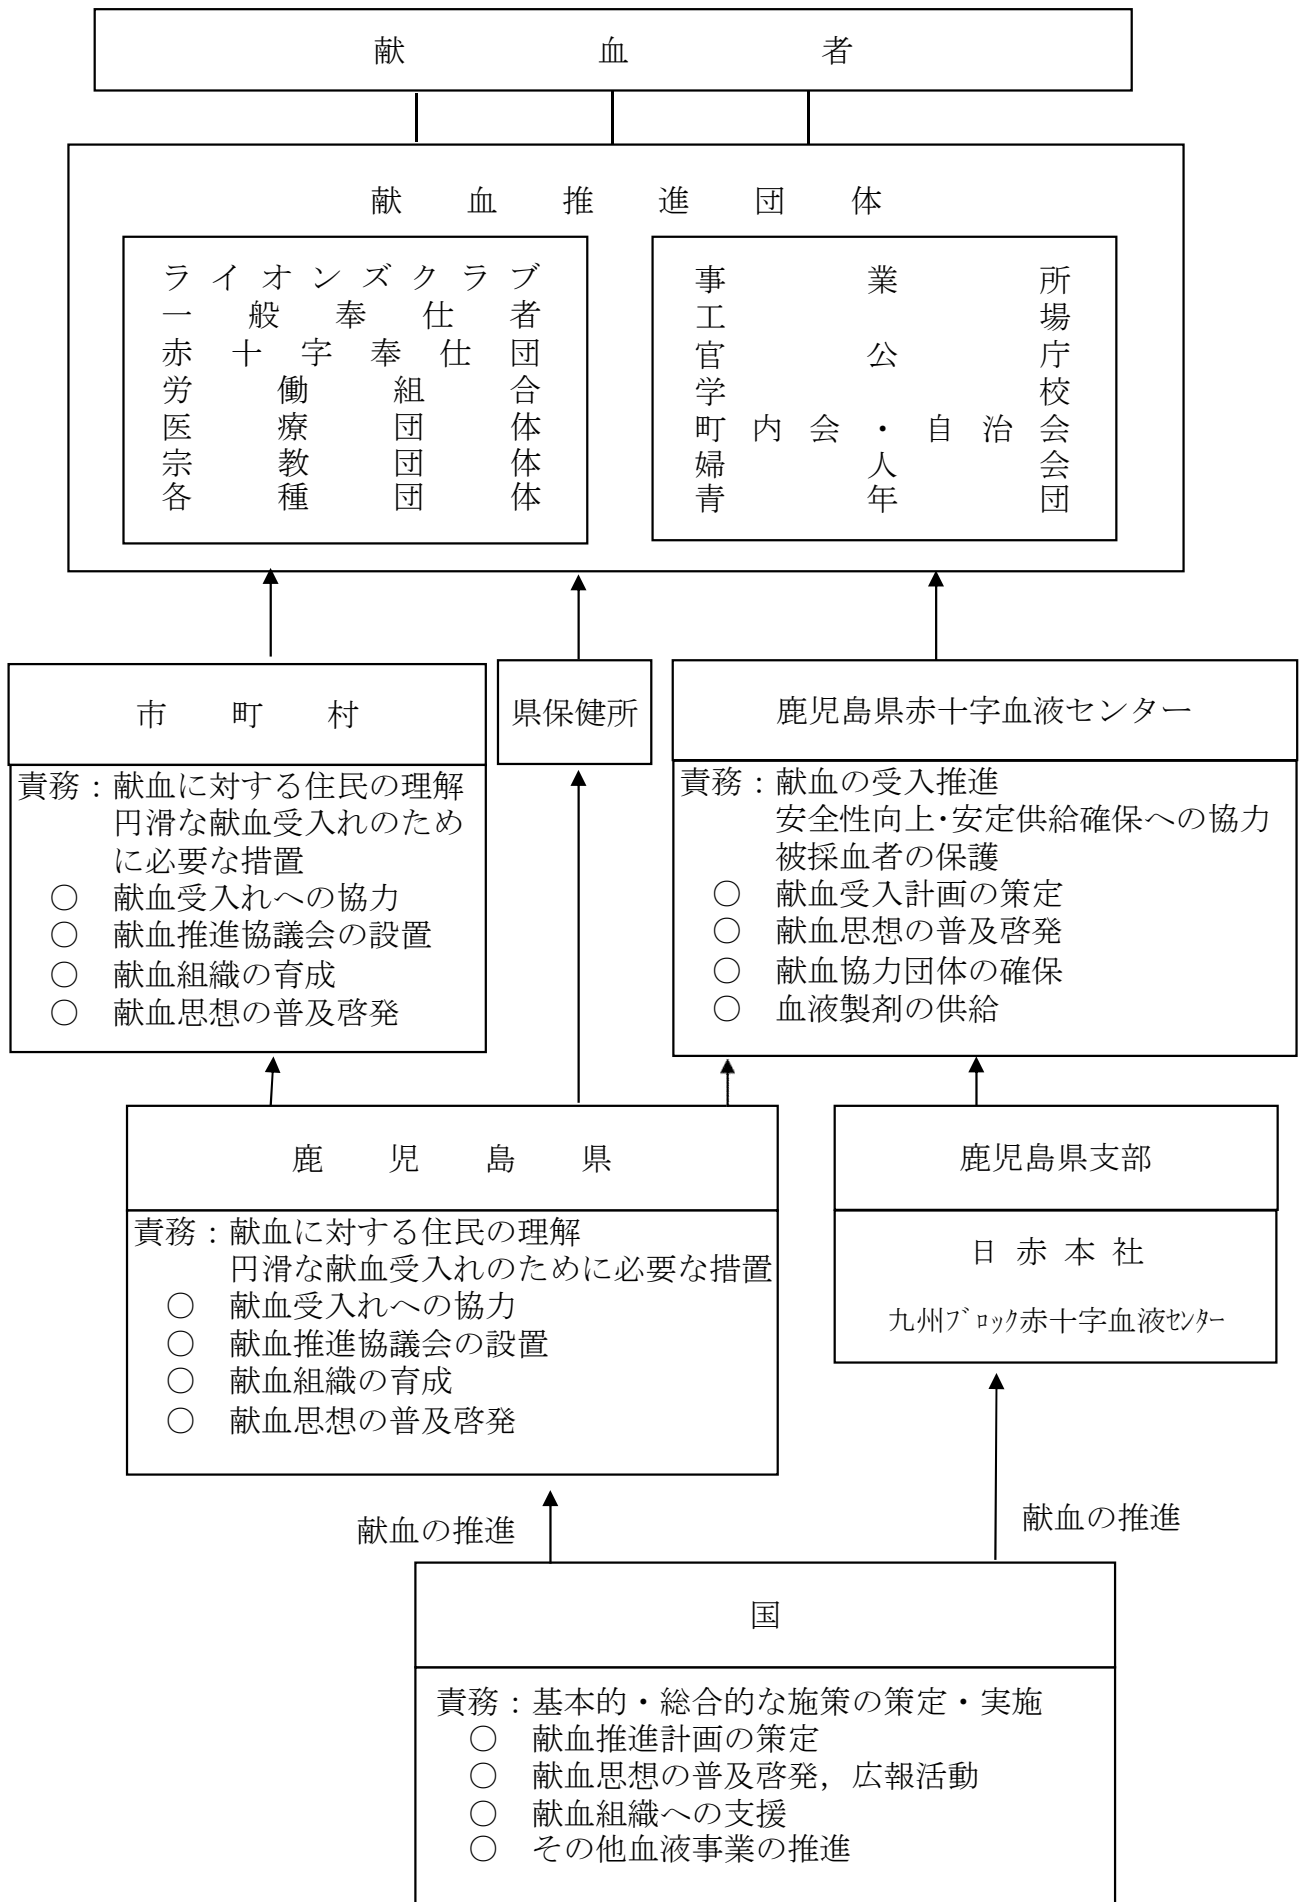 献血者
献血推進団体
ライオンズクラブ
一般奉仕者
赤十字奉仕団
労働組合
医療団体
宗教団体
各種団体
事業所
工場
官公庁
学校
町内会・自治会
婦人会
青年団
市町村
責務：献血に対する住民の理解
円滑な献血受入れのため
に必要な措置
○　献血受入れへの協力
○　献血推進協議会の設置
○　献血組織の育成
○　献血思想の普及啓発
県保健所
鹿児島県赤十字血液センター
責務：献血の受入推進
安全性向上･安定供給確保への協力
被採血者の保護
○　献血受入計画の策定
○　献血思想の普及啓発
○　献血協力団体の確保
○　血液製剤の供給
鹿児島県
責務：献血に対する住民の理解
円滑な献血受入れのために必要な措置
○　献血受入れへの協力
○　献血推進協議会の設置
○　献血組織の育成
○　献血思想の普及啓発
鹿児島県支部
日赤本社
九州ﾌﾞﾛｯｸ赤十字血液ｾﾝﾀｰ
献血の推進
献血の推進
国
責務：基本的・総合的な施策の策定・実施
○　献血推進計画の策定
○　献血思想の普及啓発，広報活動
○　献血組織への支援
○　その他血液事業の推進